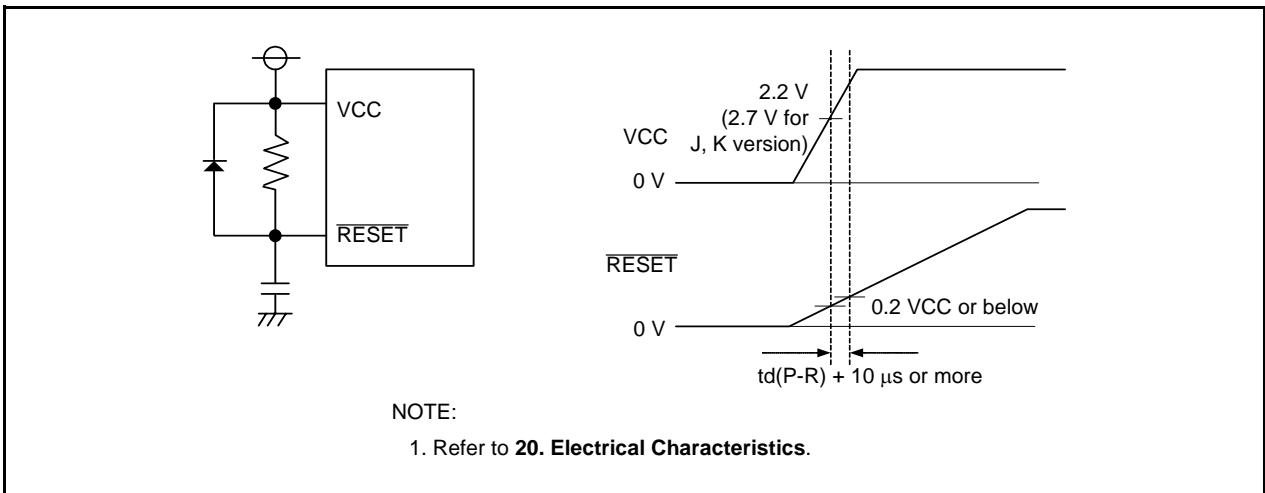 VCC
RESET
2.2 V
(2.7 V for
J, K version)
VCC
0 V
RESET
0.2 VCC or below
0 V
td(P-R) + 10 μs or more
NOTE:
1. Refer to 20. Electrical Characteristics.